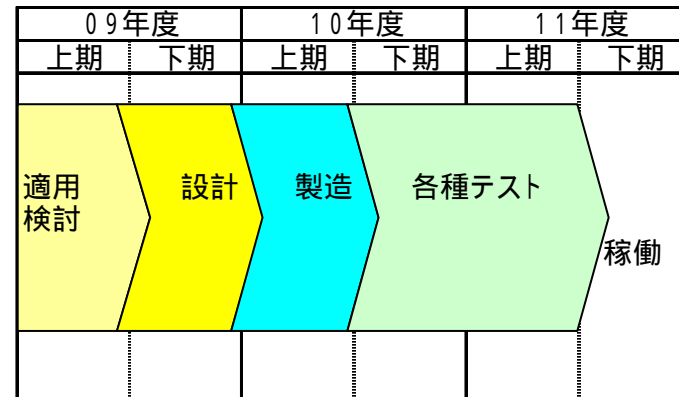 09年度 10年度 11年度
上期 下期 上期 下期 上期 下期
適用
検討
設計
製造
各種テスト
稼働